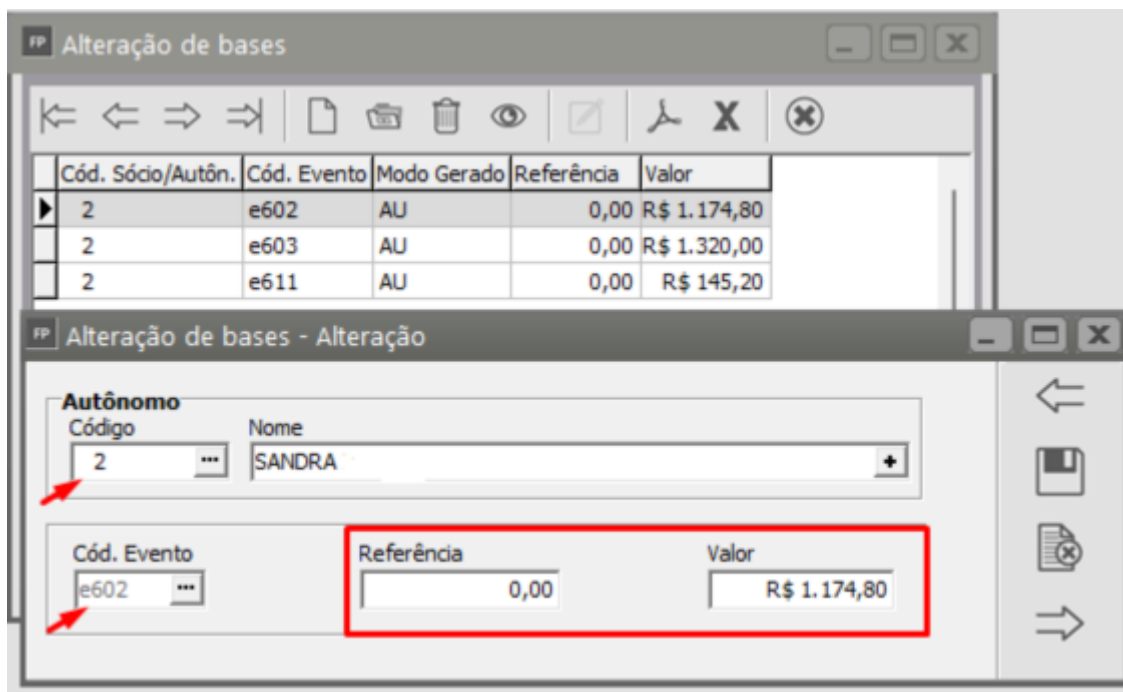 FP Alteração de bases
Cód. Sócio/Autôn. Cód. Evento Modo Gerado Referência Valor
2 e602 AU 0,00 R$ 1.174,80
2 e603 AU 0,00 R$ 1.320,00
2 e611 AU 0,00 R$ 145,20
FP Alteração de bases - Alteração
Autônomo
Código Nome
2 ... SANDRA +
Cód. Evento Referência Valor
e602 ... 0,00 R$ 1.174,80